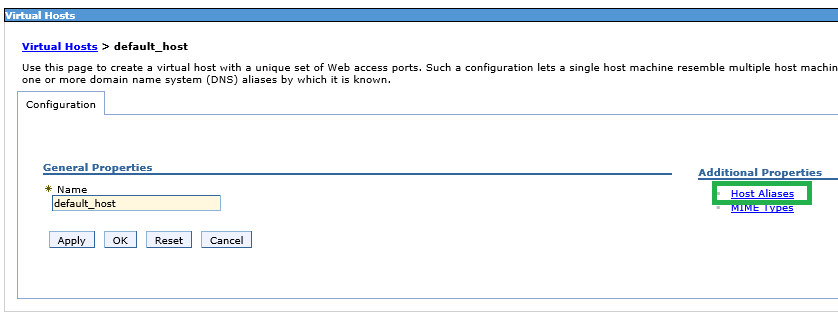 Virtual Hosts
Virtual Hosts > default_host
Use this page to create a virtual host with a unique set of Web access ports. Such a configuration lets a single host machine resemble multiple host machin
one or more domain name system (DNS) aliases by which it is known.
Configuration
General Properties
Additional Properties
* Name
Host Aliases
default_host
MIME Types
Apply OK Reset Cancel